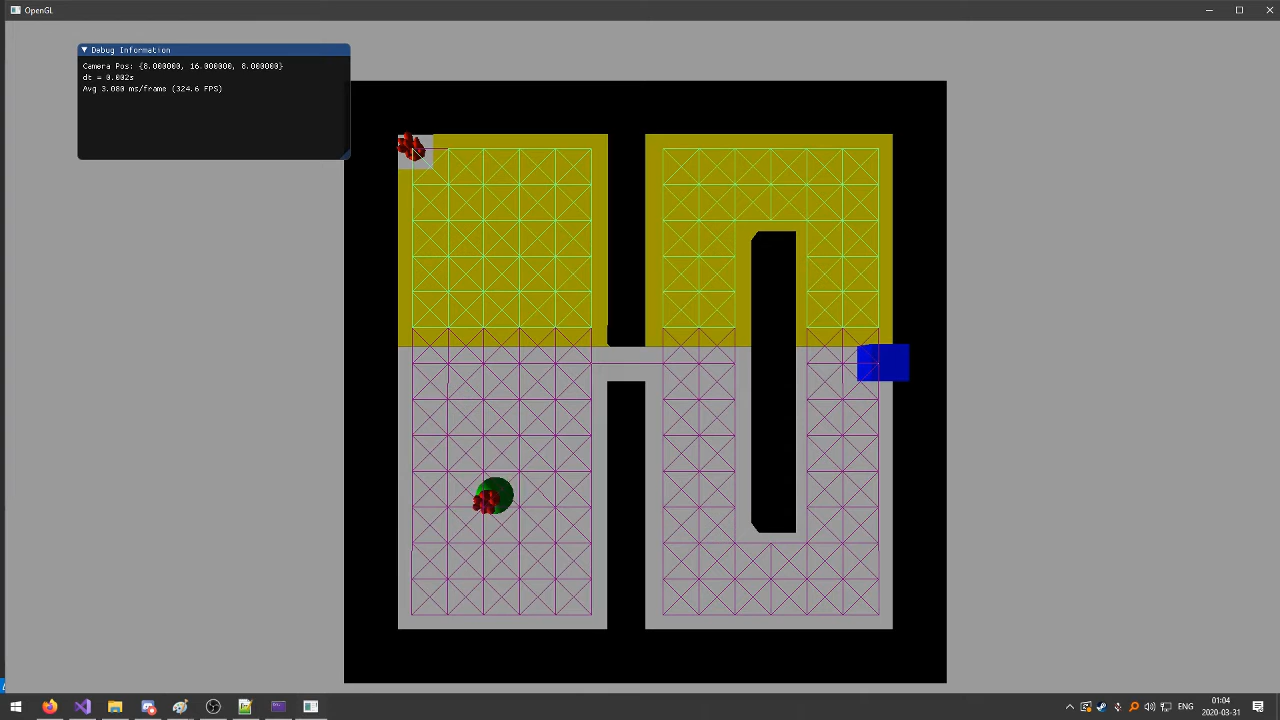 OpenGL
Debug Information
Camera Pos: {8.000000, 16.000000, 8.000000}
dt = 0.002s
Avg 3.080 ms/frame (324.6 FPS)
ENG
01:04
2020-03-31